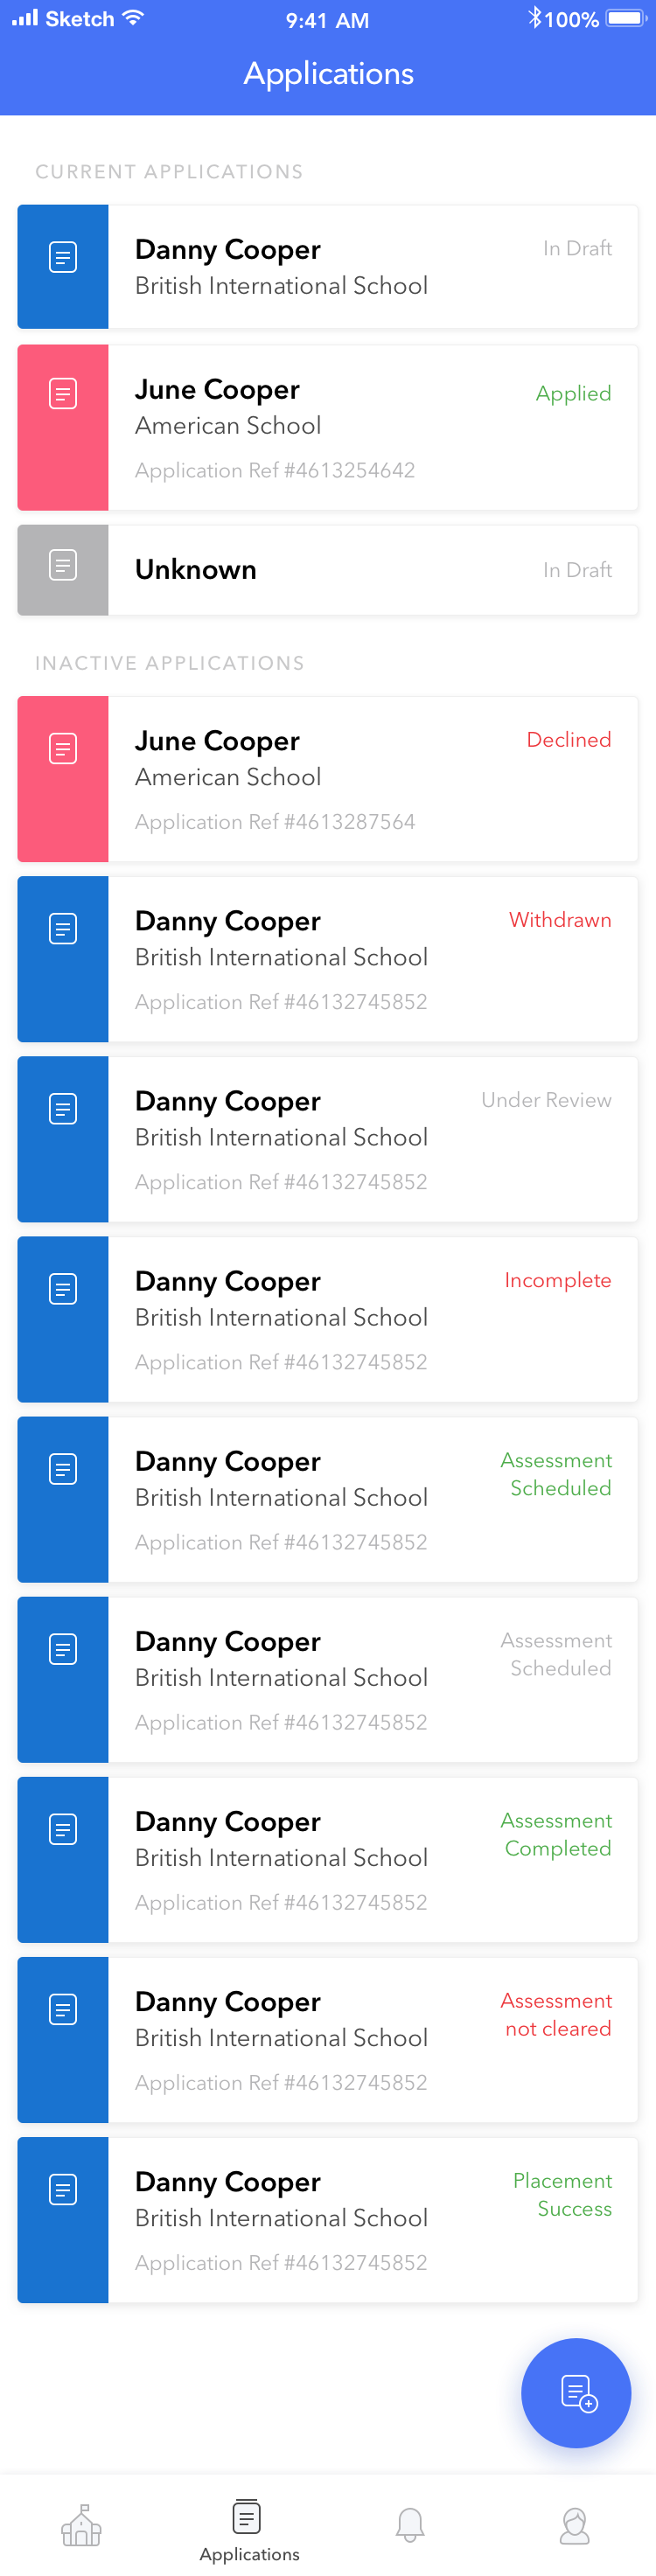 Sketch 9:41 AM 100%
Applications
CURRENT APPLICATIONS
Danny Cooper In Draft
British International School
June Cooper Applied
American School
Application Ref #4613254642
Unknown In Draft
INACTIVE APPLICATIONS
June Cooper Declined
American School
Application Ref #4613287564
Danny Cooper Withdrawn
British International School
Application Ref #46132745852
Danny Cooper Under Review
British International School
Application Ref #46132745852
Danny Cooper Incomplete
British International School
Application Ref #46132745852
Danny Cooper Assessment
British International School Scheduled
Application Ref #46132745852
Danny Cooper Assessment
British International School Scheduled
Application Ref #46132745852
Danny Cooper Assessment
British International School Completed
Application Ref #46132745852
Danny Cooper Assessment
British International School not cleared
Application Ref #46132745852
Danny Cooper Placement
British International School Success
Application Ref #46132745852
Applications